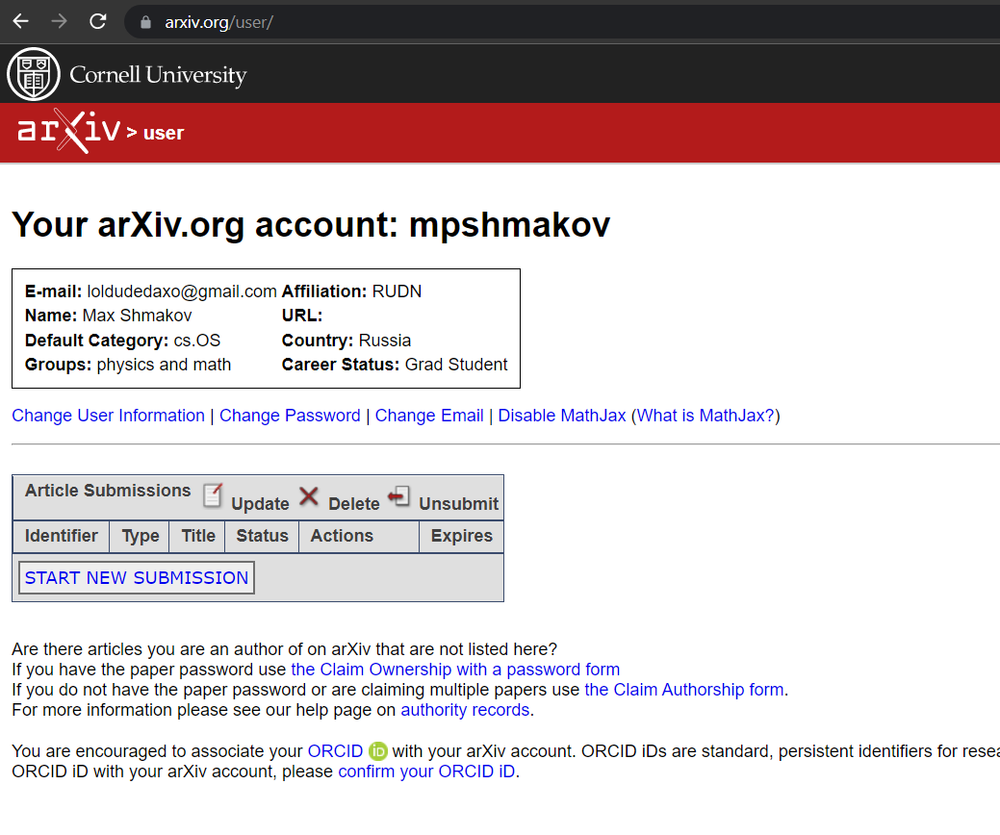 arxiv.org/user/
Cornell University
arXiv > user
Your arXiv.org account: mpshmakov
E-mail: loldudedaxo@gmail.com Affiliation: RUDN
Name: Max Shmakov URL:
Default Category: cs.OS Country: Russia
Groups: physics and math Career Status: Grad Student
Change User Information | Change Password | Change Email | Disable MathJax (What is MathJax?)
Article Submissions Update Delete Unsubmit
Identifier Type Title Status Actions Expires
START NEW SUBMISSION
Are there articles you are an author of on arXiv that are not listed here?
If you have the paper password use the Claim Ownership with a password form
If you do not have the paper password or are claiming multiple papers use the Claim Authorship form.
For more information please see our help page on authority records.
You are encouraged to associate your ORCID iD with your arXiv account. ORCID iDs are standard, persistent identifiers for
ORCID iD with your arXiv account, please confirm your ORCID iD.